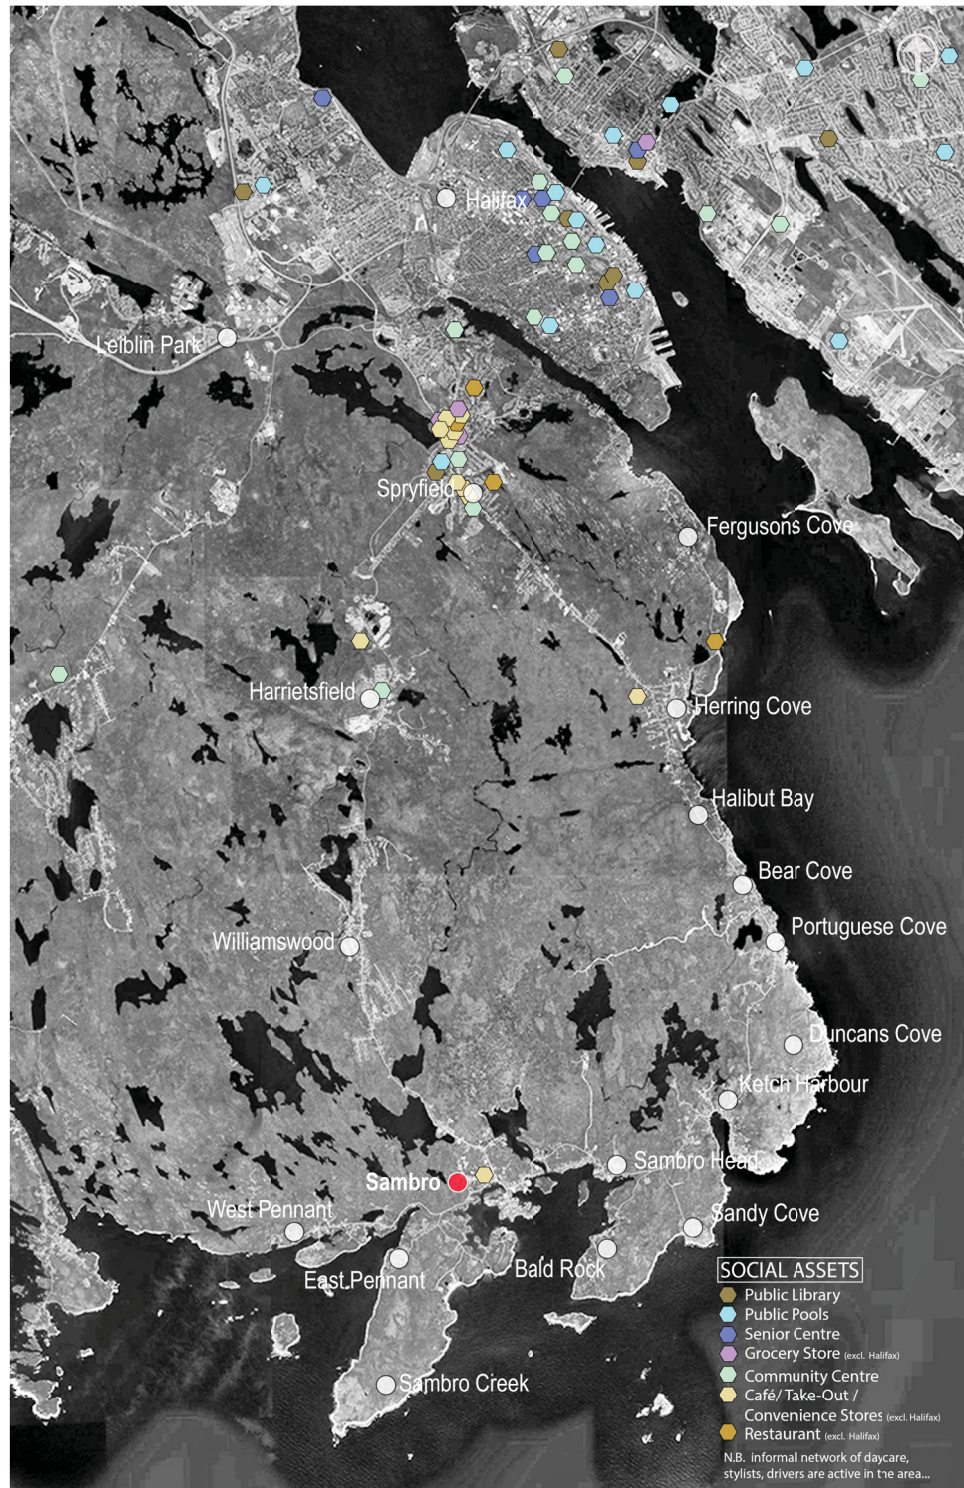 Halifax
Leiblin Park
Spryfield
Fergusons Cove
Harrietsfield
Herring Cove
Halibut Bay
Bear Cove
Williamswood
Portuguese Cove
Duncans Cove
Ketch Harbour
Sambro Head
Sambro
West Pennant
Sandy Cove
East Pennant
Bald Rock
Sambro Creek
SOCIAL ASSETS
Public Library
Public Pools
Senior Centre
Grocery Store (excl. Halifax)
Community Centre
Café/ Take-Out /
Convenience Stores (excl. Halifax)
Restaurant (excl. Halifax)
N.B. informal network of daycare,
stylists, drivers are active in the area...